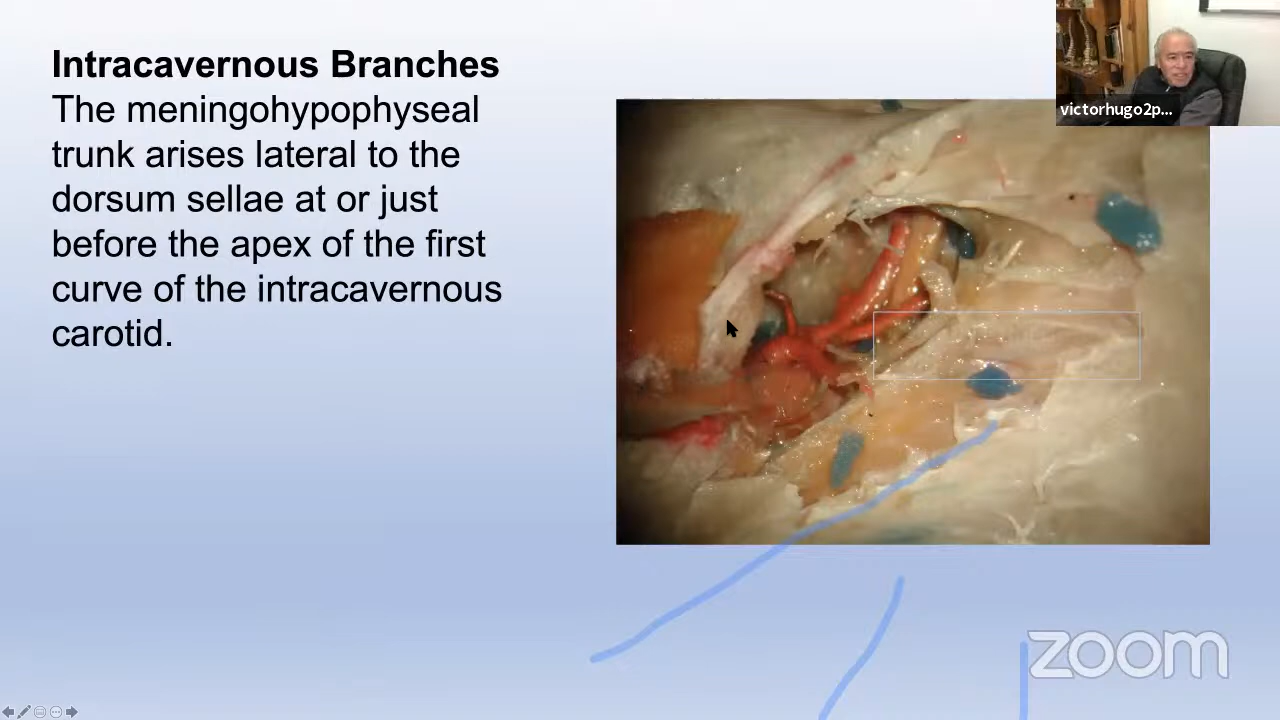 Intracavernous Branches
The meningohypophyseal
trunk arises lateral to the
dorsum sellae at or just
before the apex of the first
curve of the intracavernous
carotid.
victorhugo2p...
zoom